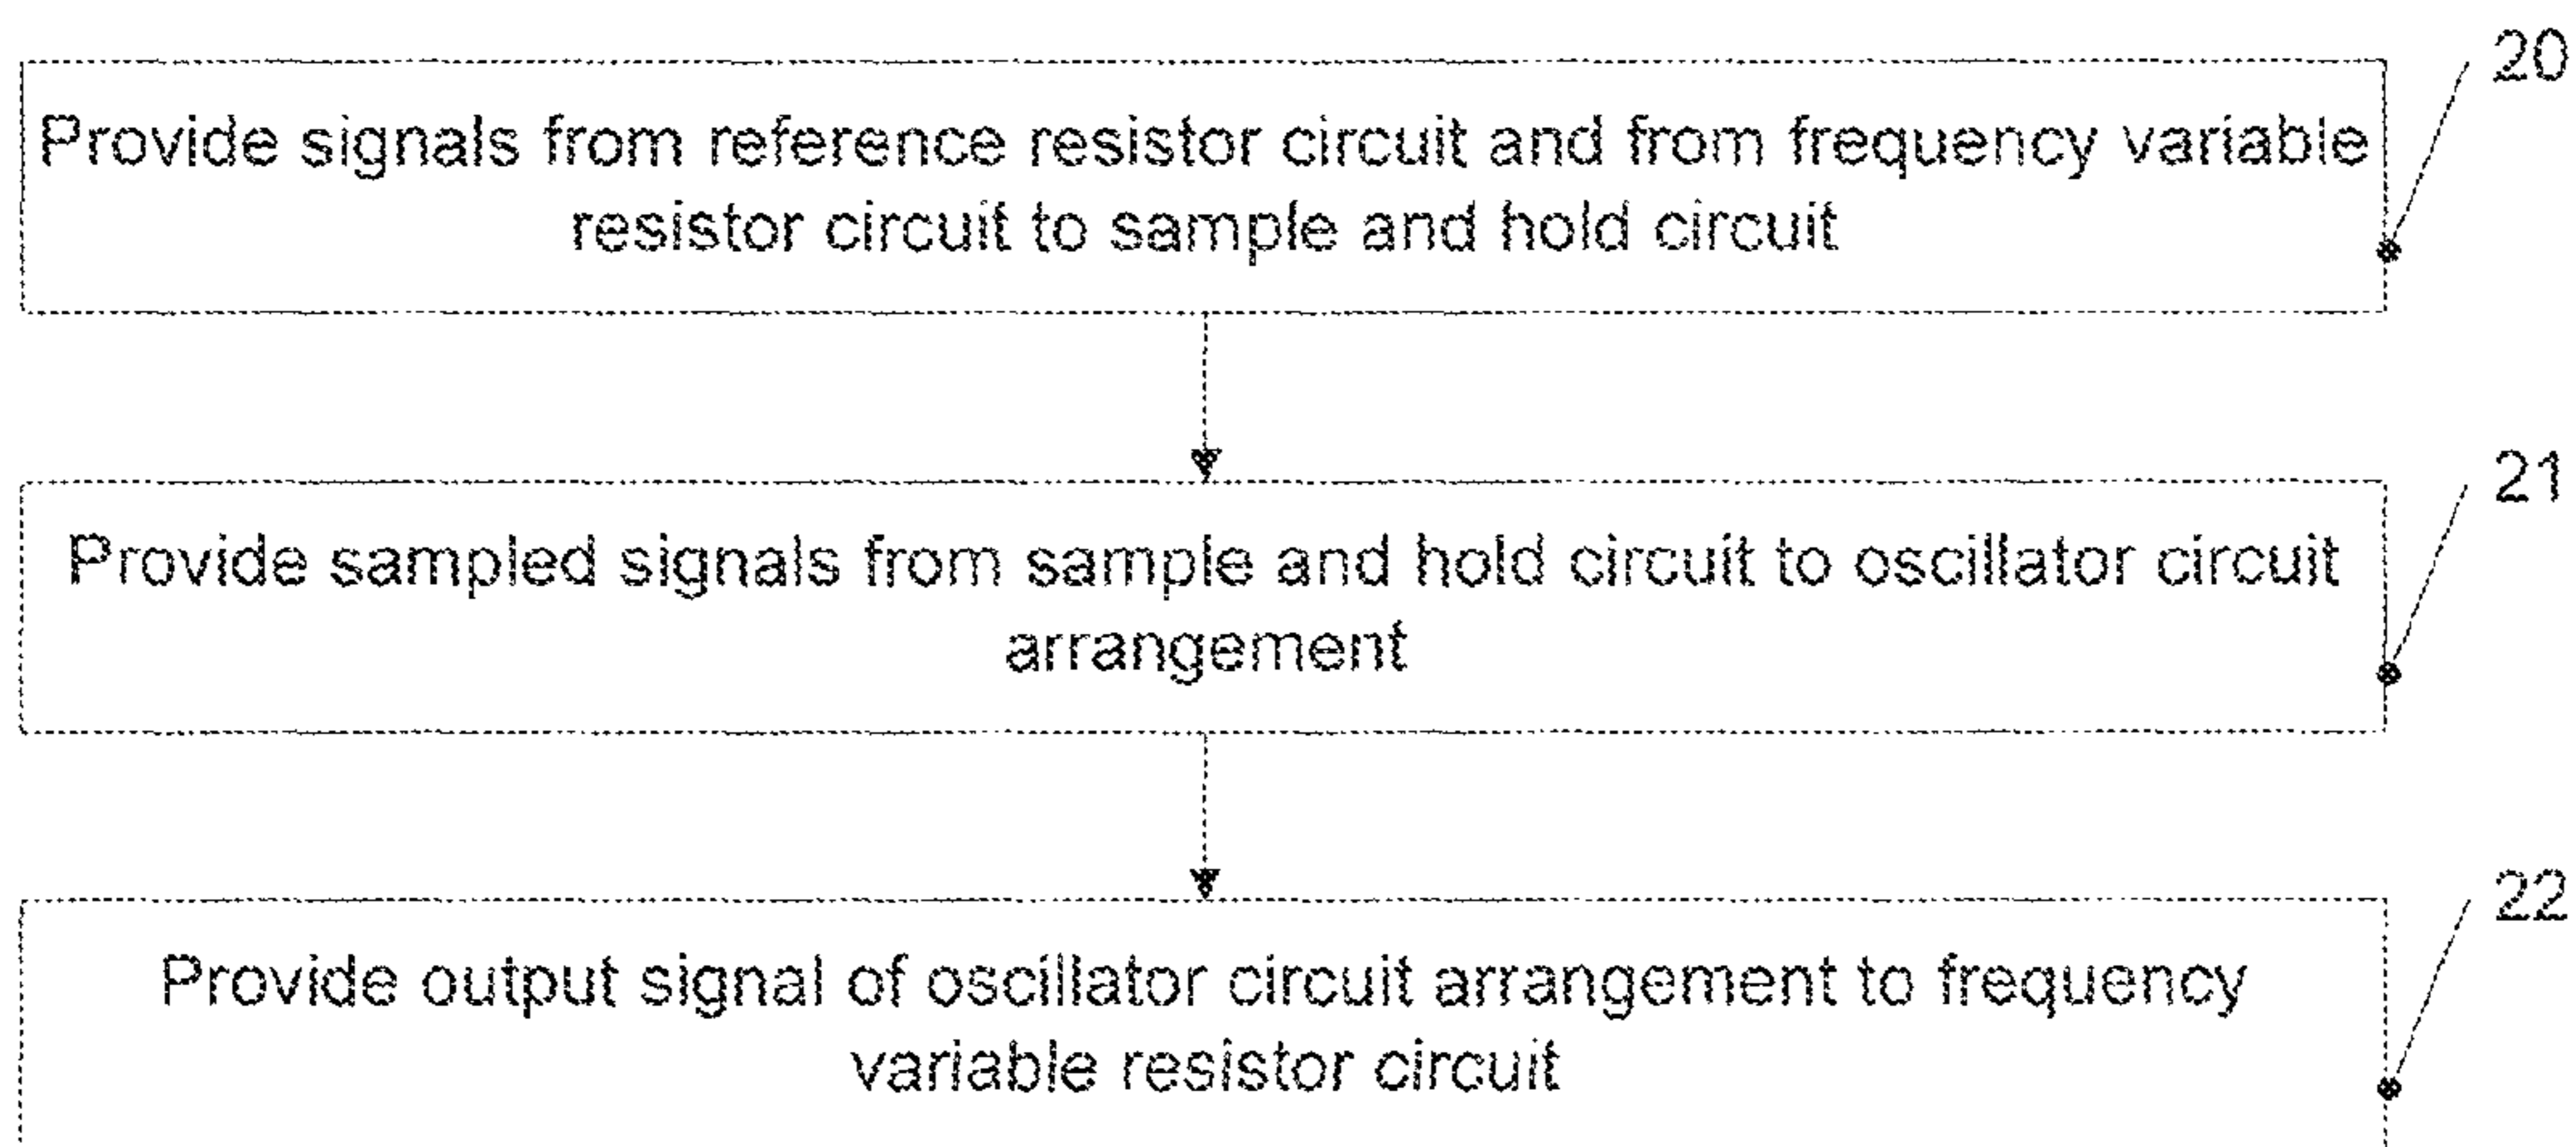 20
Provide signals from reference resistor circuit and from frequency variable
resistor circuit to sample and hold circuit
21
Provide sampled signals from sample and hold circuit to oscillator circuit
arrangement
22
Provide output signal of oscillator circuit arrangement to frequency
variable resistor circuit